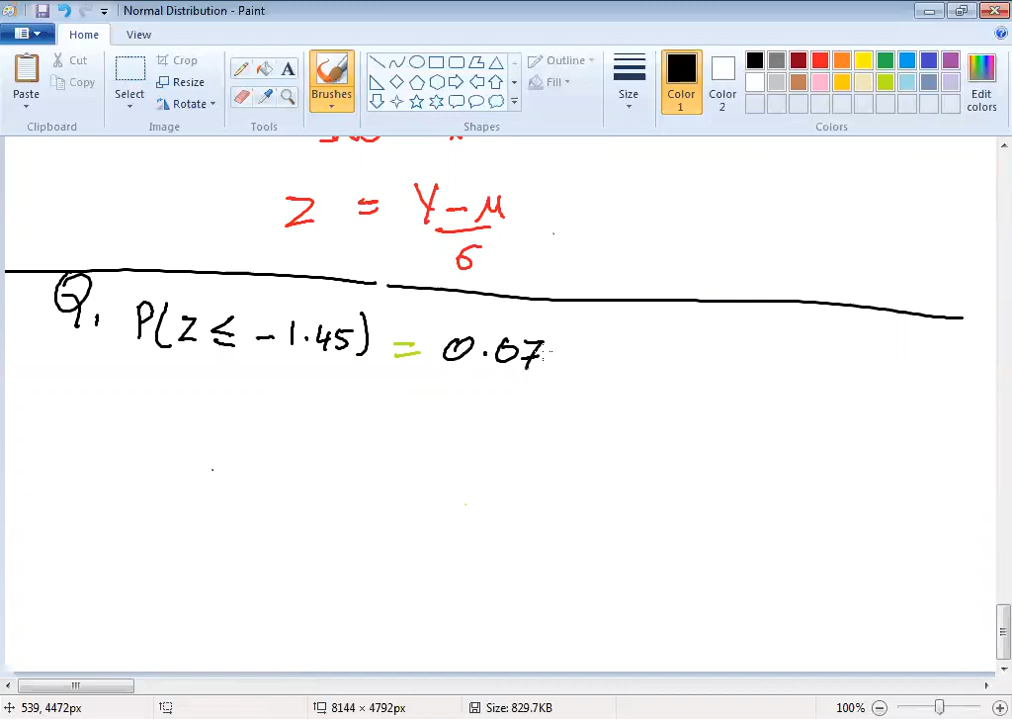 Normal Distribution - Paint
Home View
Paste Cut Copy Clipboard
Select Crop Resize Rotate Image
A Tools
Brushes
Shapes Outline Fill
Size
Color 1 Color 2 Edit colors Colors
Z = Y - μ
σ
Q. P(Z ≤ -1.45) = 0.07
539, 4472px 8144 × 4792px Size: 829.7KB 100%